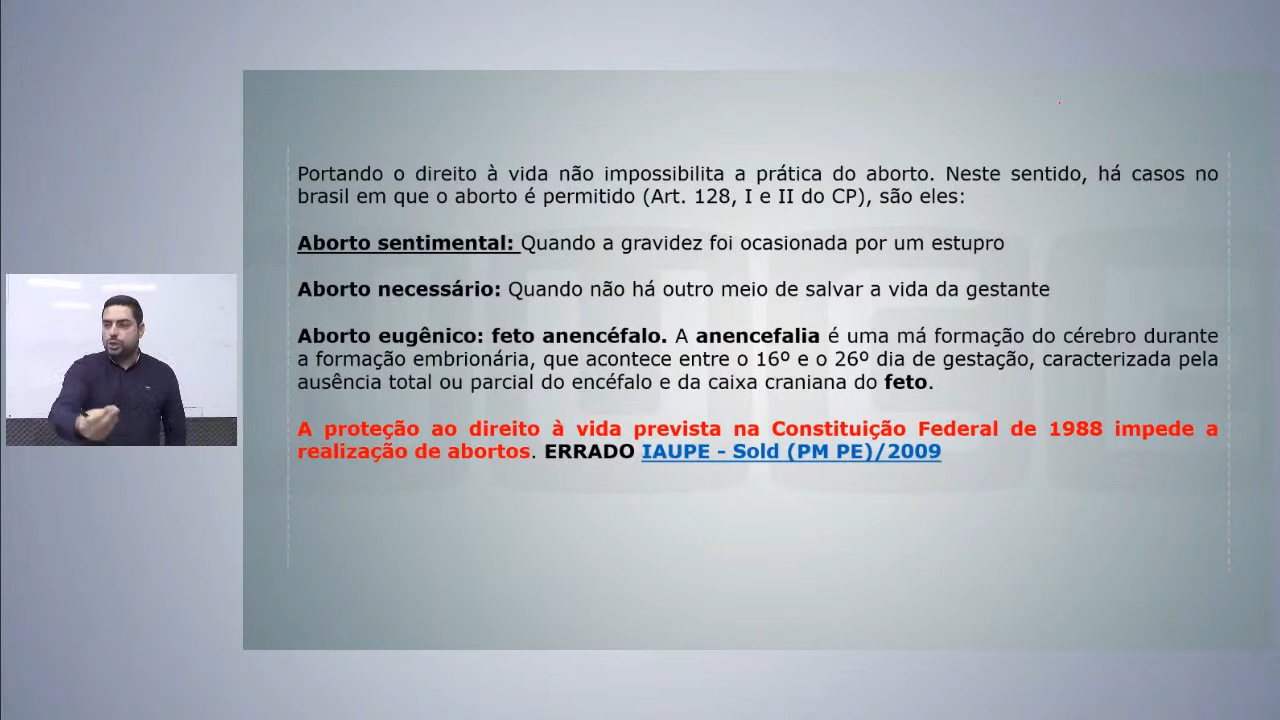 Portando o direito à vida não impossibilita a prática do aborto. Neste sentido, há casos no
brasil em que o aborto é permitido (Art. 128, I e II do CP), são eles:
Aborto sentimental: Quando a gravidez foi ocasionada por um estupro
Aborto necessário: Quando não há outro meio de salvar a vida da gestante
Aborto eugênico: feto anencéfalo. A anencefalia é uma má formação do cérebro durante
a formação embrionária, que acontece entre o 16º e o 26º dia de gestação, caracterizada pela
ausência total ou parcial do encéfalo e da caixa craniana do feto.
A proteção ao direito à vida prevista na Constituição Federal de 1988 impede a
realização de abortos. ERRADO IAUPE - Sold (PM PE)/2009